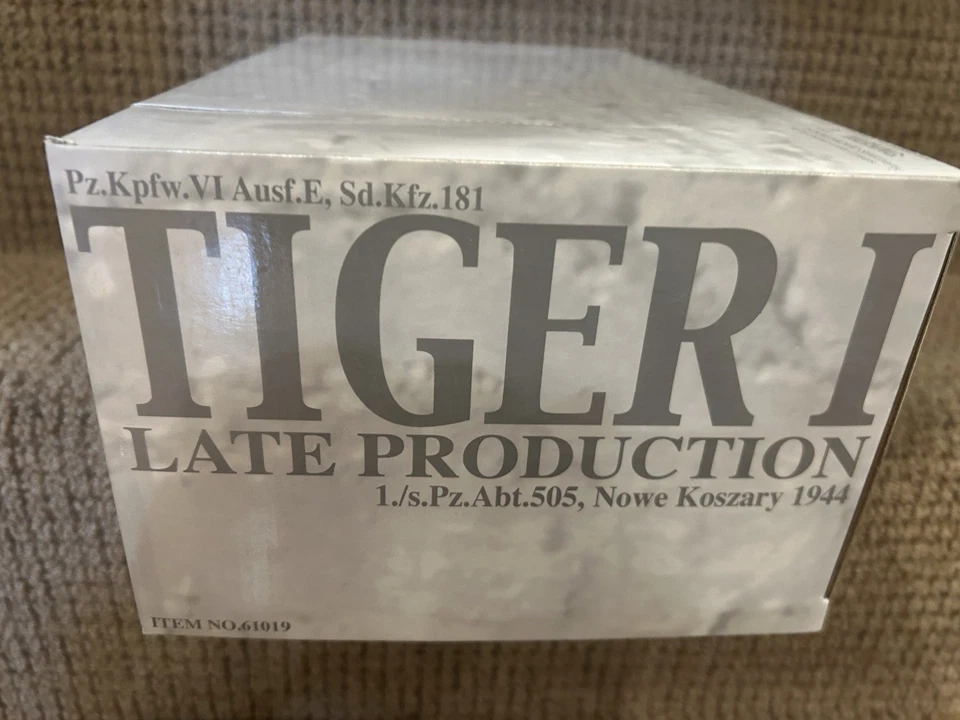 Pz.Kpfw.VI Ausf.E, Sd.Kfz.181
TIGER I
LATE PRODUCTION
1./s.Pz.Abt.505, Nowe Koszary 1944
ITEM NO.61019